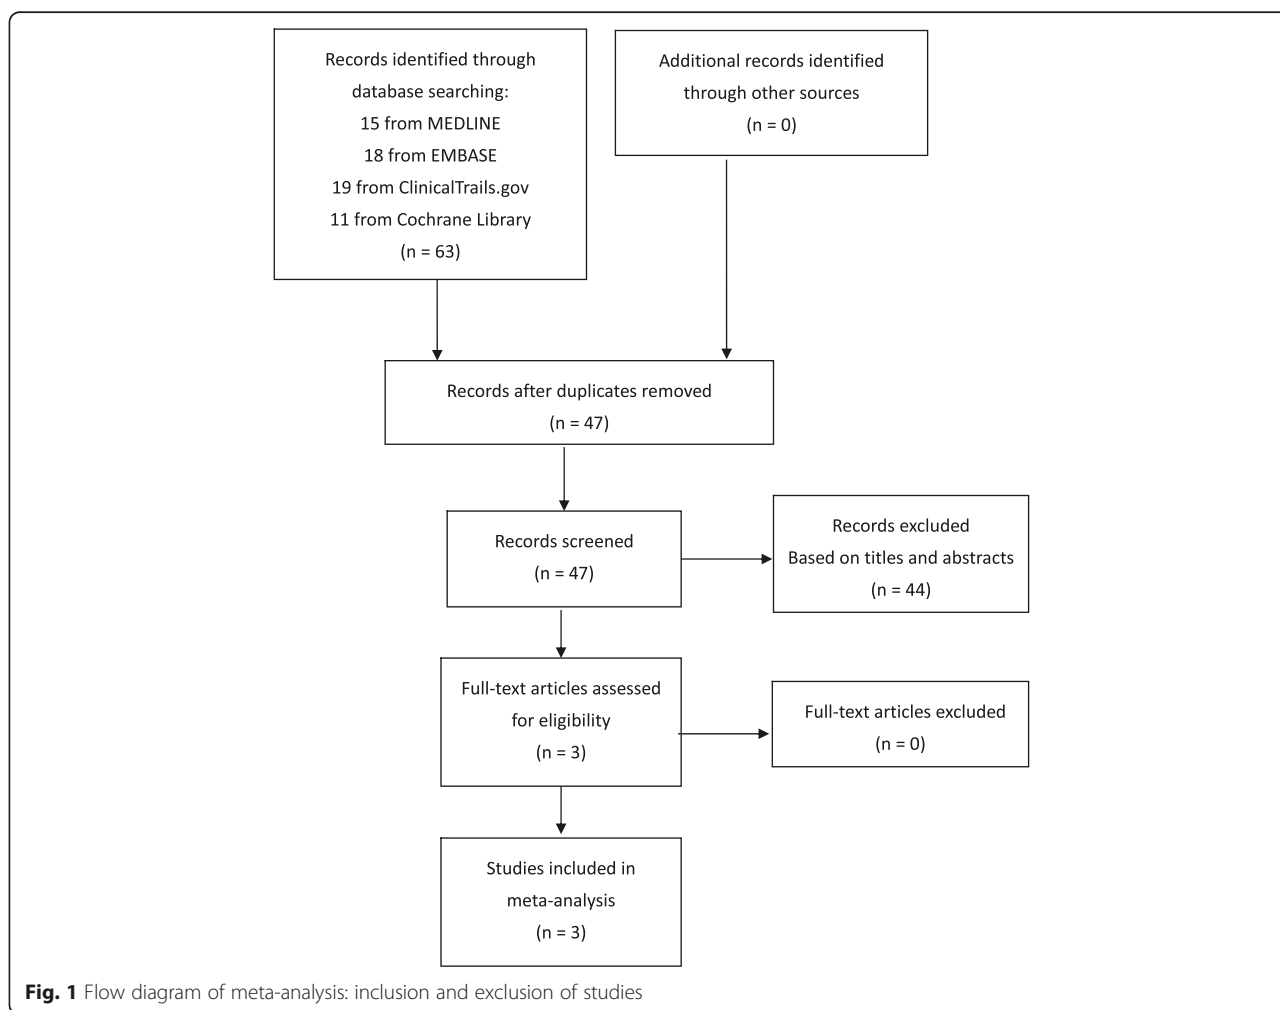 Records identified through
database searching:
15 from MEDLINE
18 from EMBASE
19 from ClinicalTrails.gov
11 from Cochrane Library
(n = 63)
Additional records identified
through other sources
(n = 0)
Records after duplicates removed
(n = 47)
Records screened
(n = 47)
Records excluded
Based on titles and abstracts
(n = 44)
Full-text articles assessed
for eligibility
(n = 3)
Full-text articles excluded
(n = 0)
Studies included in
meta-analysis
(n = 3)
Fig. 1 Flow diagram of meta-analysis: inclusion and exclusion of studies